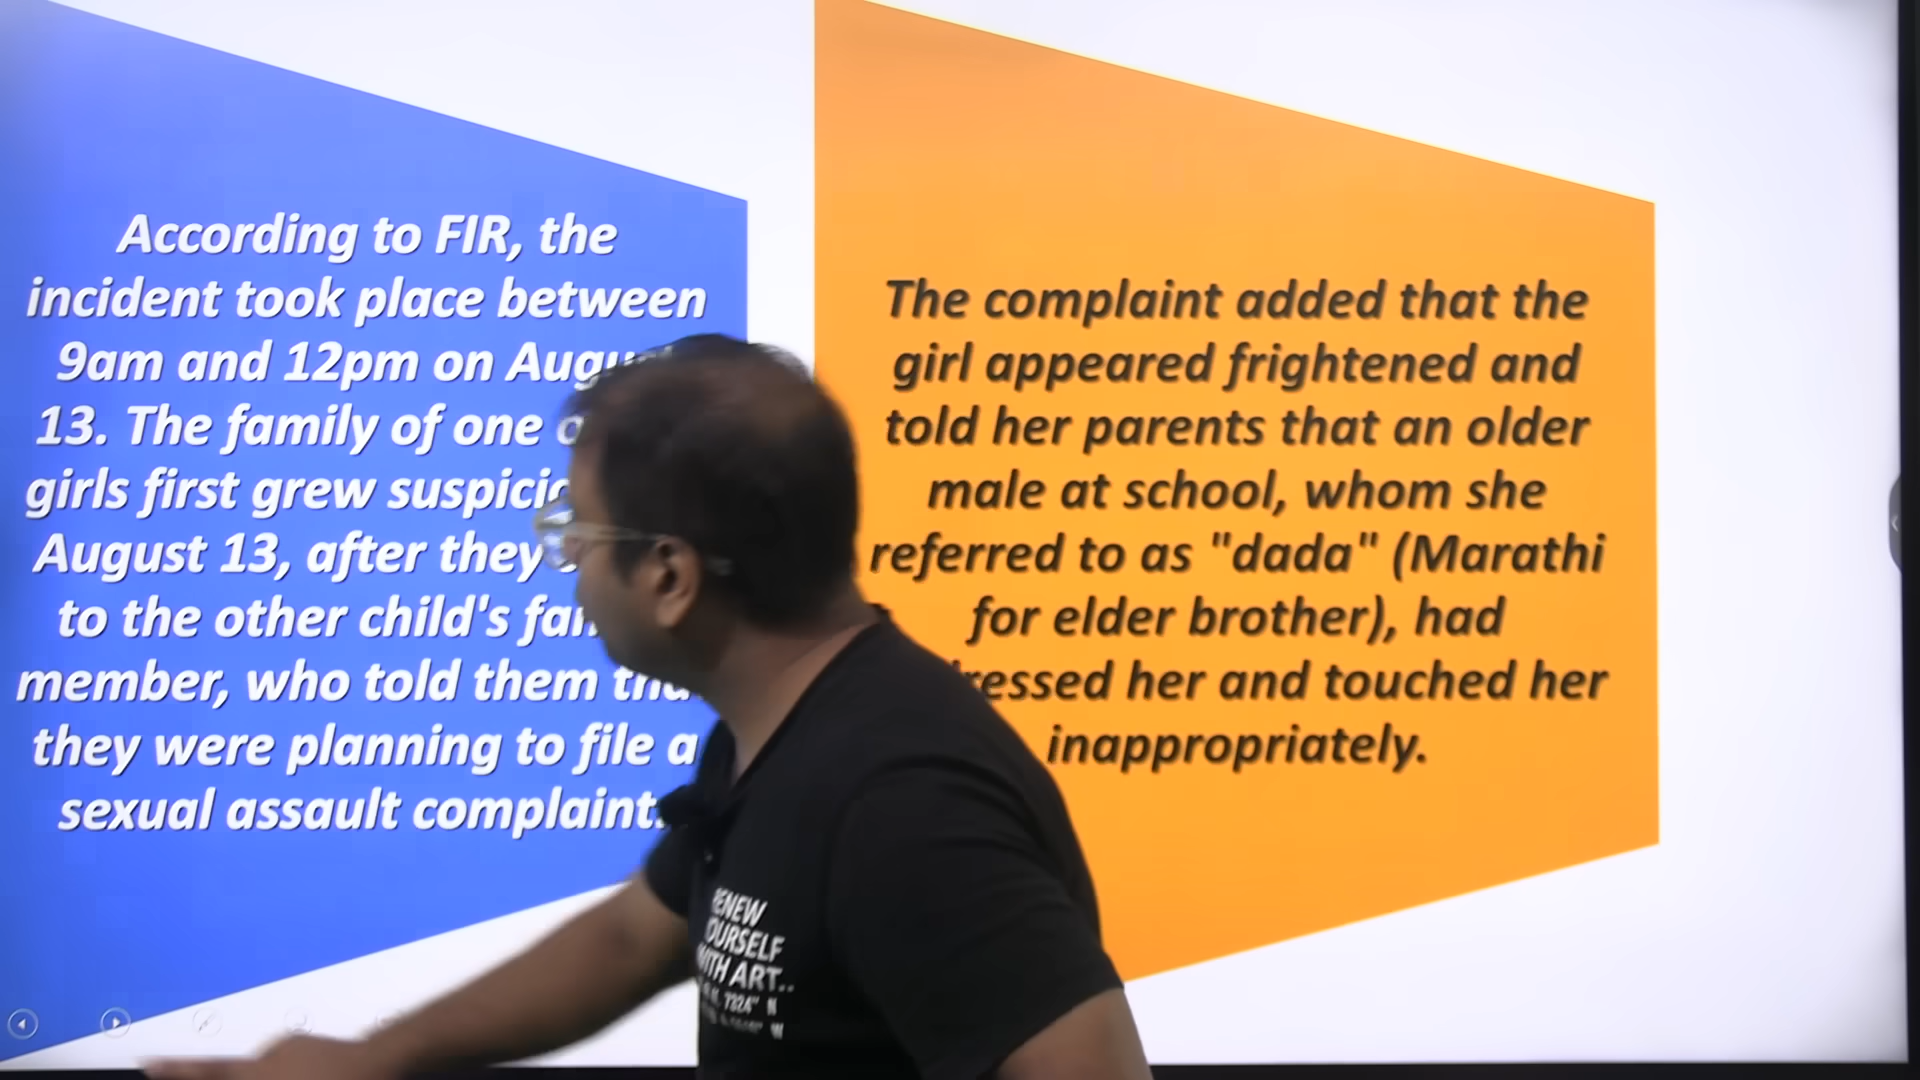 According to FIR, the
incident took place between
9am and 12pm on
13. The family of one
girls first grew
August 13, after they
to the other child's
member, who told them
they were planning to file a
sexual assault complaint.
The complaint added that the
girl appeared frightened and
told her parents that an older
male at school, whom she
referred to as "dada" (Marathi
for elder brother), had
her and touched her
inappropriately.
RENEW
YOURSELF
WITH ART..